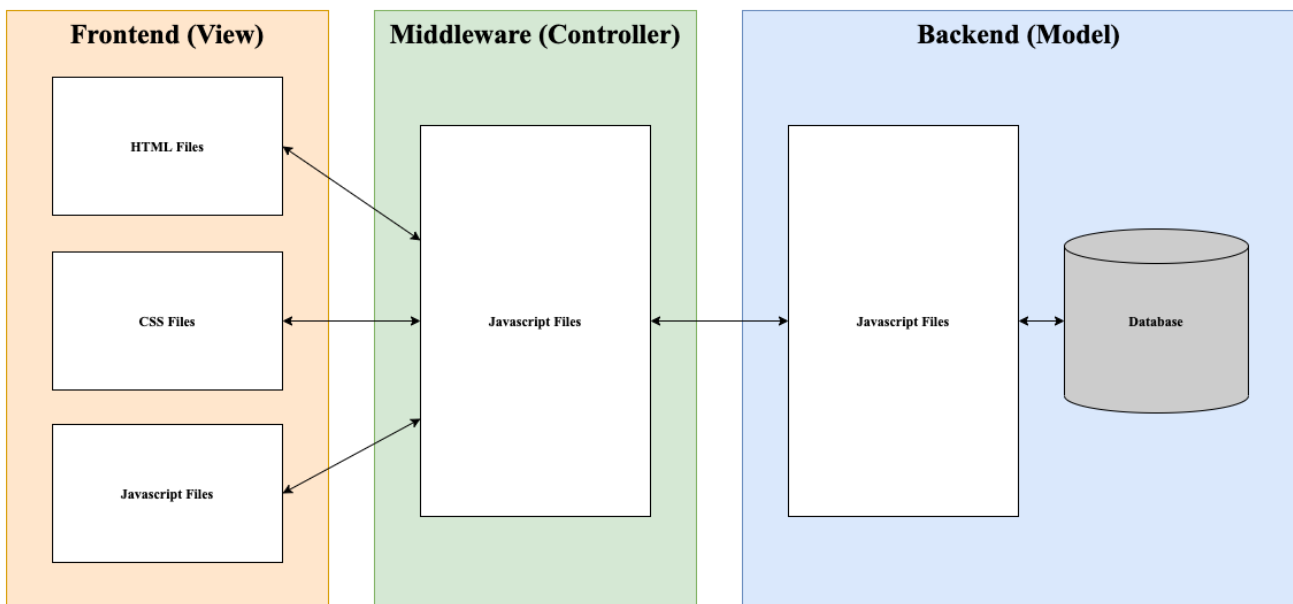 Frontend (View)
Middleware (Controller)
Backend (Model)
HTML Files
CSS Files
Javascript Files
Javascript Files
Javascript Files
Database